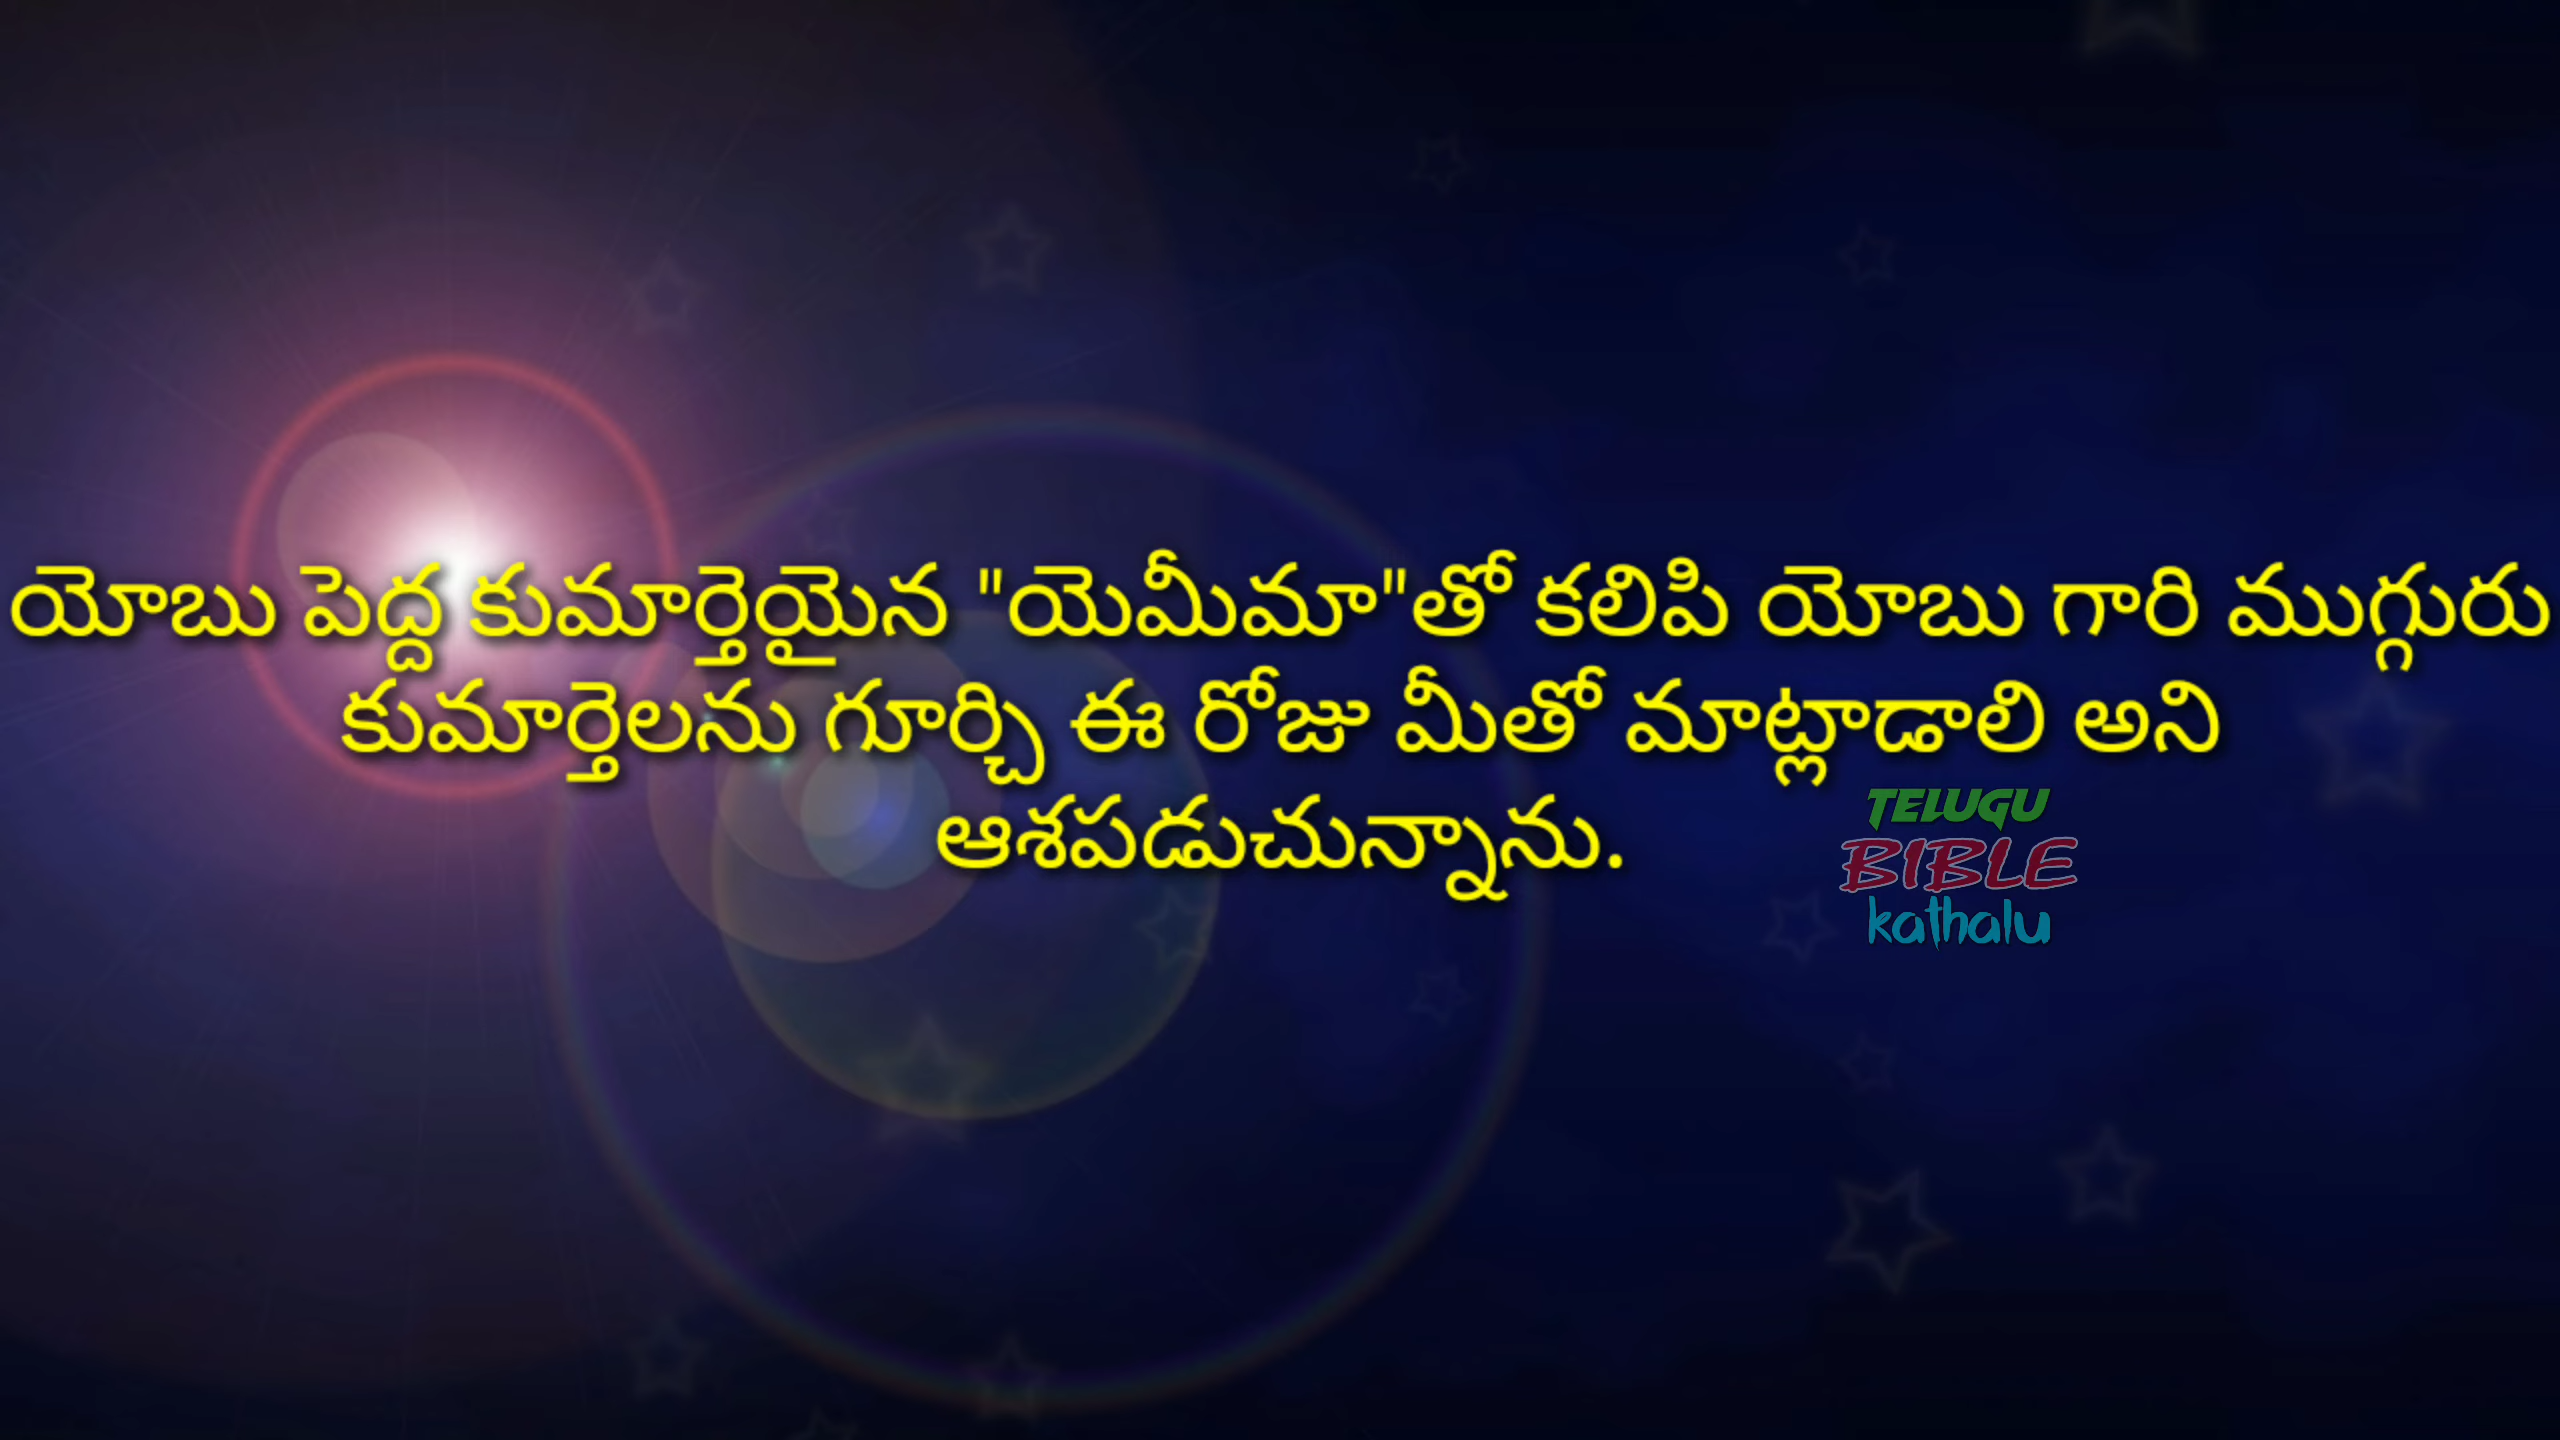 యోబు పెద్ద కుమార్తెయైన "యెమీమా"తో కలిపి యోబు గారి ముగ్గురు
కుమార్తెలను గూర్చి ఈ రోజు మీతో మాట్లాడాలి అని
ఆశపడుచున్నాను.
TELUGU
BIBLE
kathalu